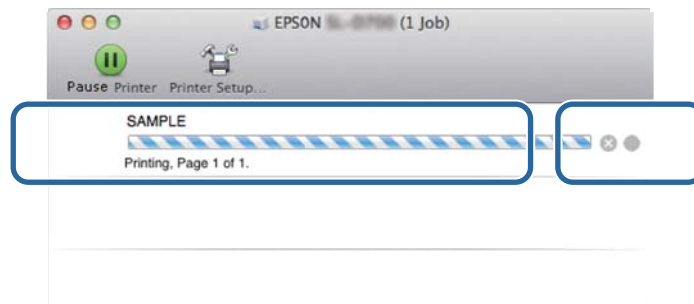 EPSON (1 Job)
Pause Printer Printer Setup...
SAMPLE
Printing, Page 1 of 1.